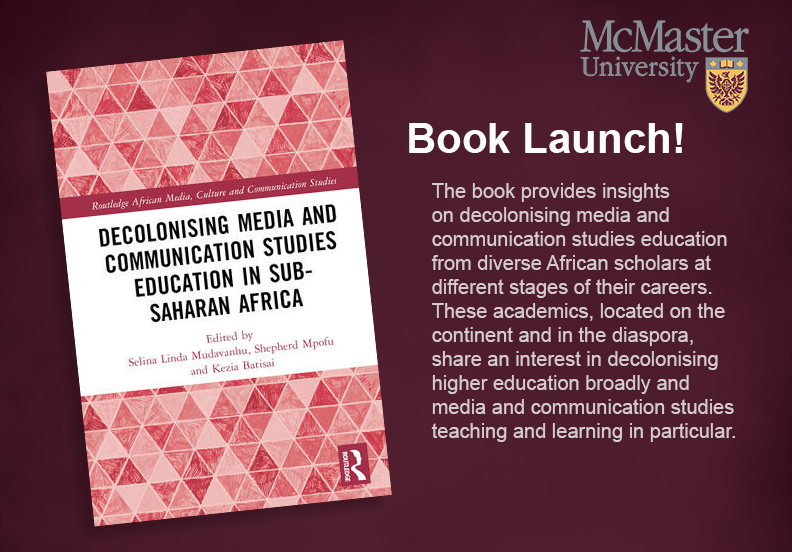 McMaster
University
Book Launch!
The book provides insights
on decolonising media and
communication studies education
from diverse African scholars at
different stages of their careers.
These academics, located on the
continent and in the diaspora,
share an interest in decolonising
higher education broadly and
media and communication studies
teaching and learning in particular.
Routledge African Media, Culture and Communication Studies
DECOLONISING MEDIA AND
COMMUNICATION STUDIES
EDUCATION IN SUB-
SAHARAN AFRICA
Edited by
Selina Linda Mudavanhu, Shepherd Mpofu
and Kezia Batisai
ROUTLEDGE